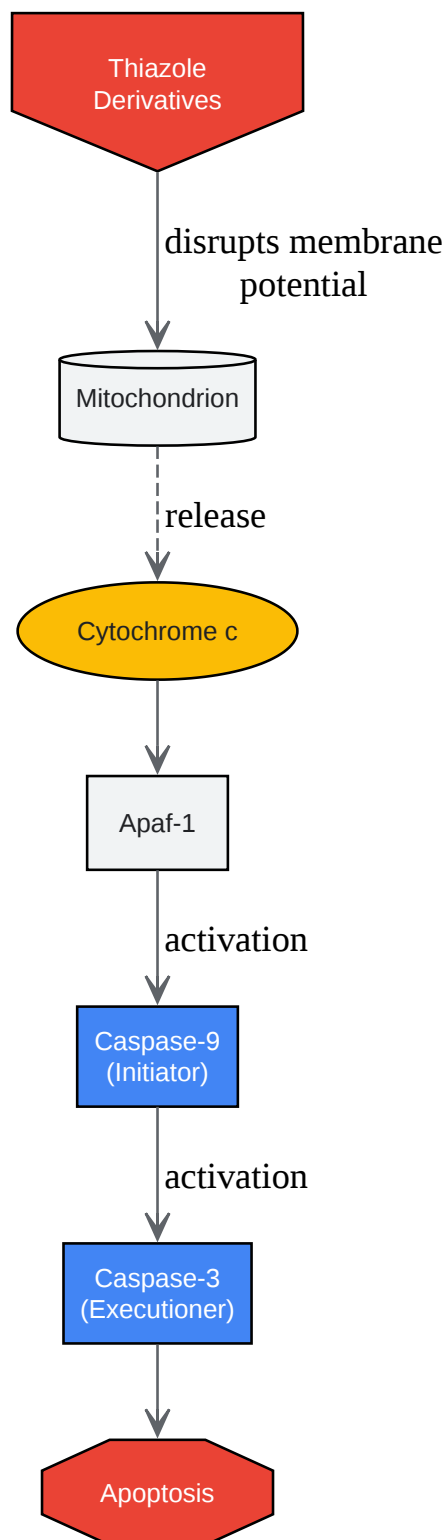 Thiazole
Derivatives
disrupts membrane
potential
Mitochondrion
release
Cytochrome c
Apaf-1
activation
Caspase-9
(Initiator)
activation
Caspase-3
(Executioner)
Apoptosis